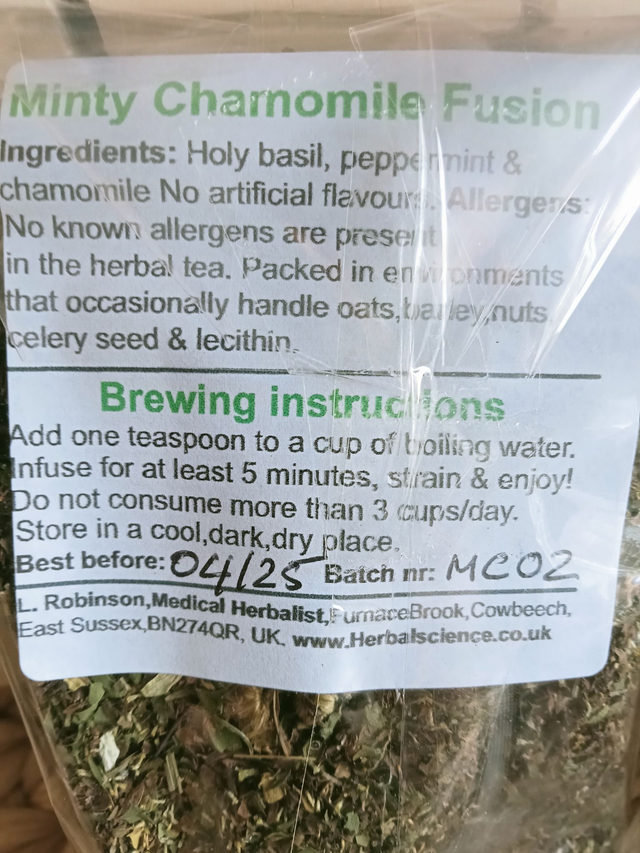 Minty Chamomile Fusion
Ingredients: Holy basil, peppermint &
chamomile No artificial flavours. Allergens:
No known allergens are present
in the herbal tea. Packed in environments
that occasionally handle oats,barley,nuts,
celery seed & lecithin.
Brewing instructions
Add one teaspoon to a cup of boiling water.
Infuse for at least 5 minutes, strain & enjoy!
Do not consume more than 3 cups/day.
Store in a cool,dark,dry place.
Best before: 04/25 Batch nr: MC02
L. Robinson,Medical Herbalist,FurnaceBrook,Cowbeech,
East Sussex,BN274QR, UK. www.Herbalscience.co.uk